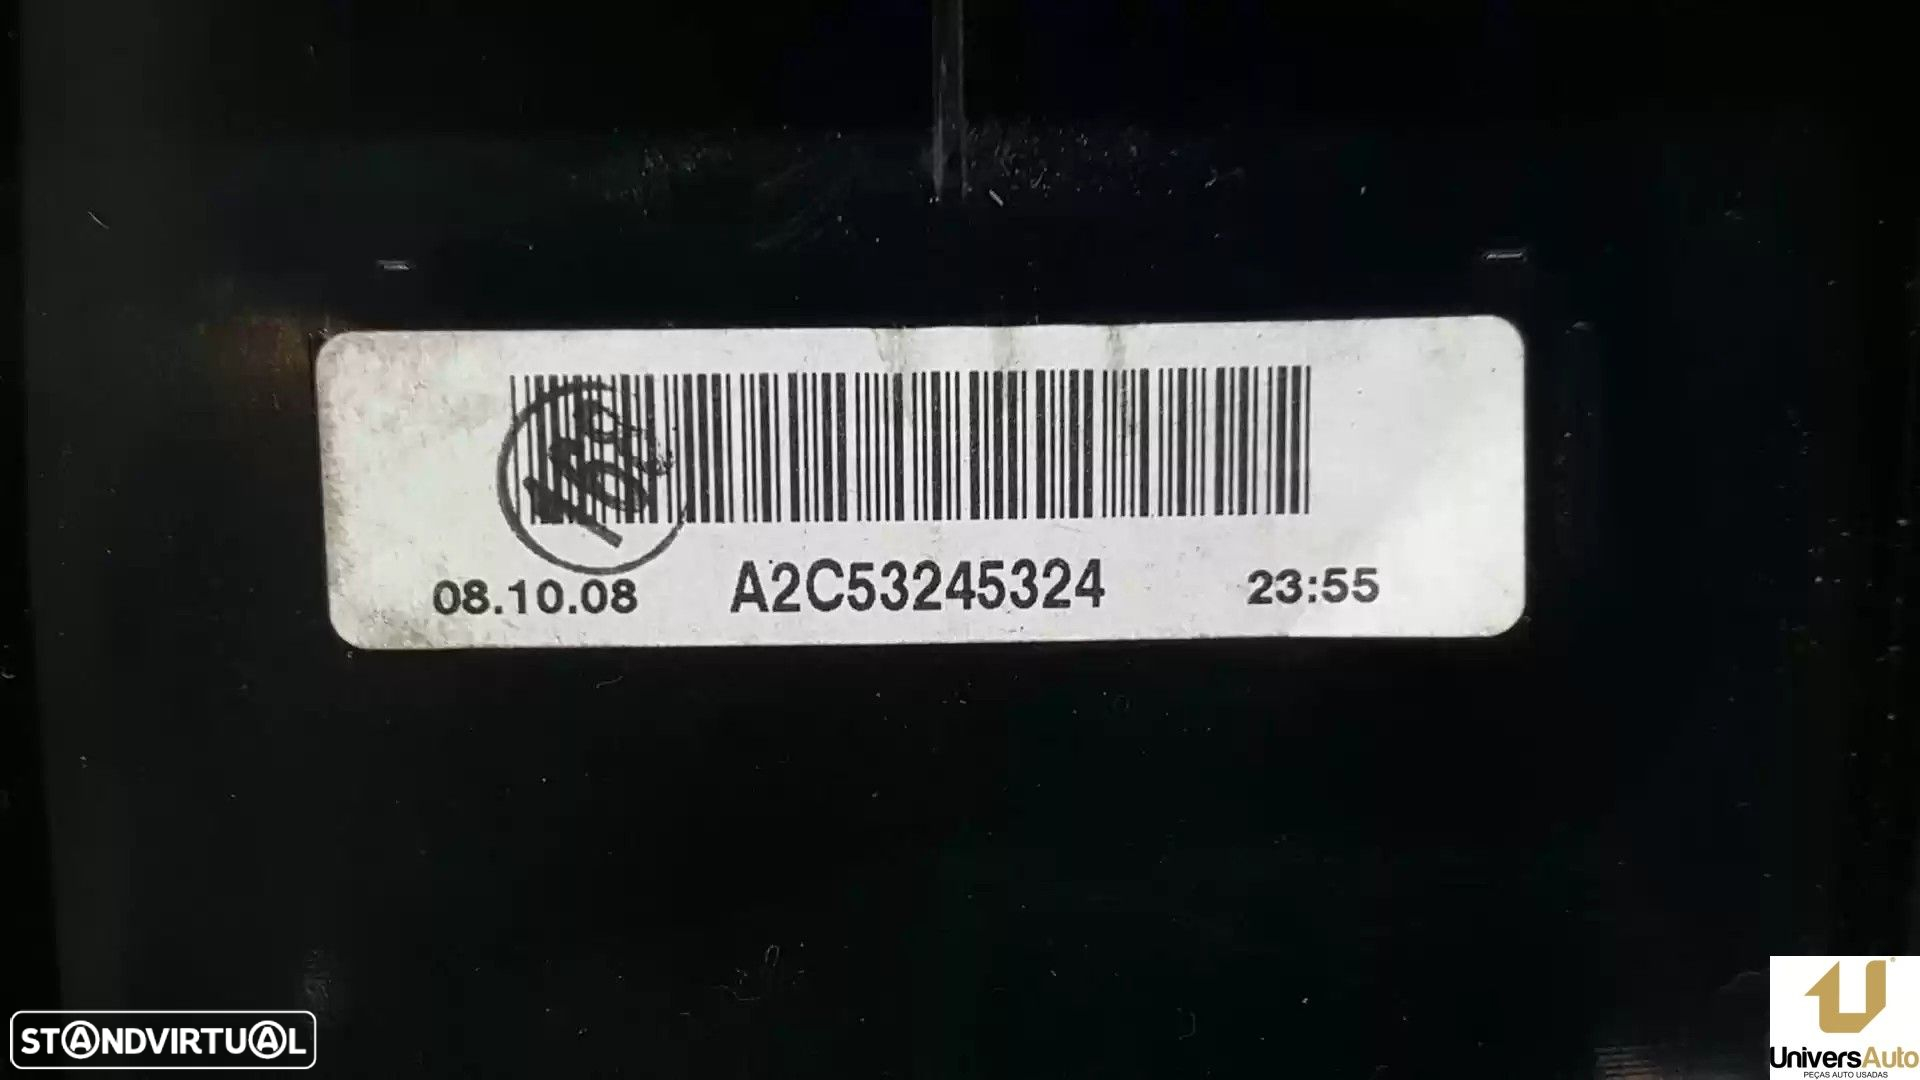 08.10.08 A2C53245324 23:55
STANDVIRTUAL
UniversAuto
PEÇAS AUTO USADAS